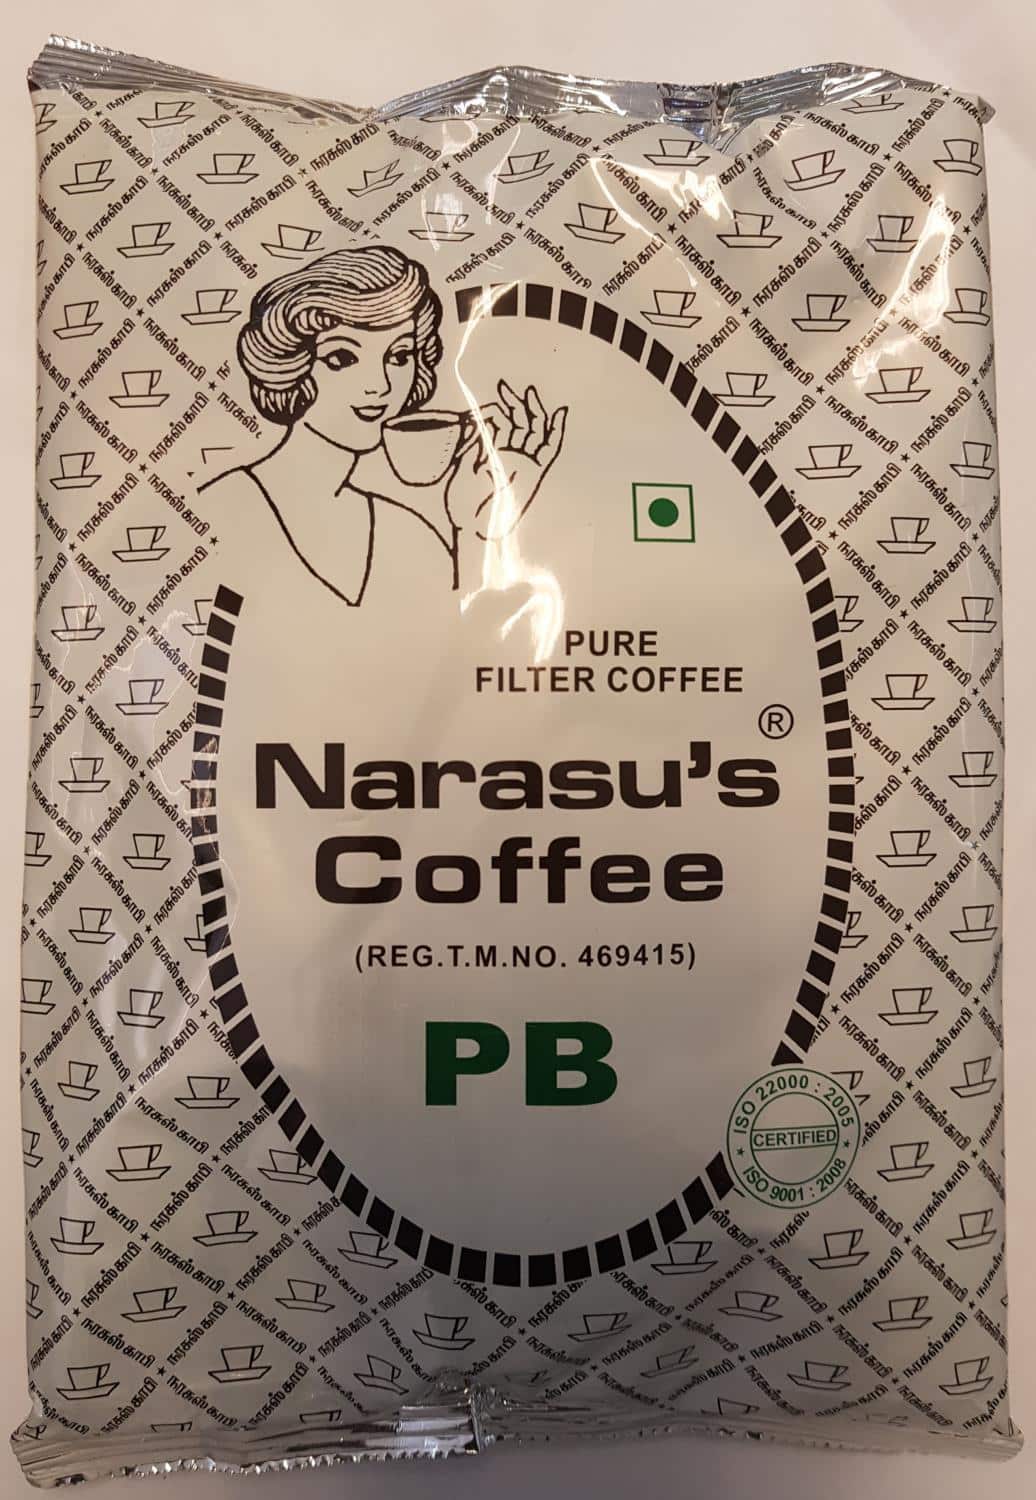 நரசுஸ் காபி
PURE
FILTER COFFEE
Narasu's ®
Coffee
(REG.T.M.NO. 469415)
PB
ISO 22000 : 2005
CERTIFIED
ISO 9001 : 2008